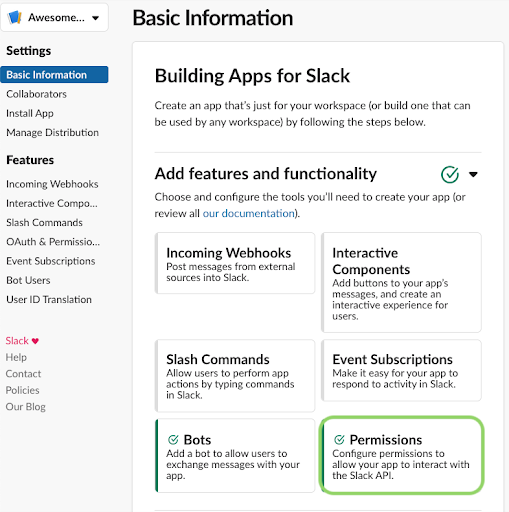 Awesome...
Settings
Basic Information
Collaborators
Install App
Manage Distribution
Features
Incoming Webhooks
Interactive Compo...
Slash Commands
OAuth & Permissio...
Event Subscriptions
Bot Users
User ID Translation
Slack
Help
Contact
Policies
Our Blog
Basic Information
Building Apps for Slack
Create an app that's just for your workspace (or build one that can
be used by any workspace) by following the steps below.
Add features and functionality
Choose and configure the tools you'll need to create your app (or
review all our documentation).
Incoming Webhooks
Post messages from external
sources into Slack.
Interactive
Components
Add buttons to your app's
messages, and create an
interactive experience for
users.
Slash Commands
Allow users to perform app
actions by typing commands
in Slack.
Event Subscriptions
Make it easy for your app to
respond to activity in Slack.
Bots
Add a bot to allow users to
exchange messages with your
app.
Permissions
Configure permissions to
allow your app to interact with
the Slack API.